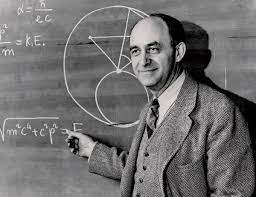 α = ħ/ec
p²/m = K.E.
√m²c⁴+c²p² = E